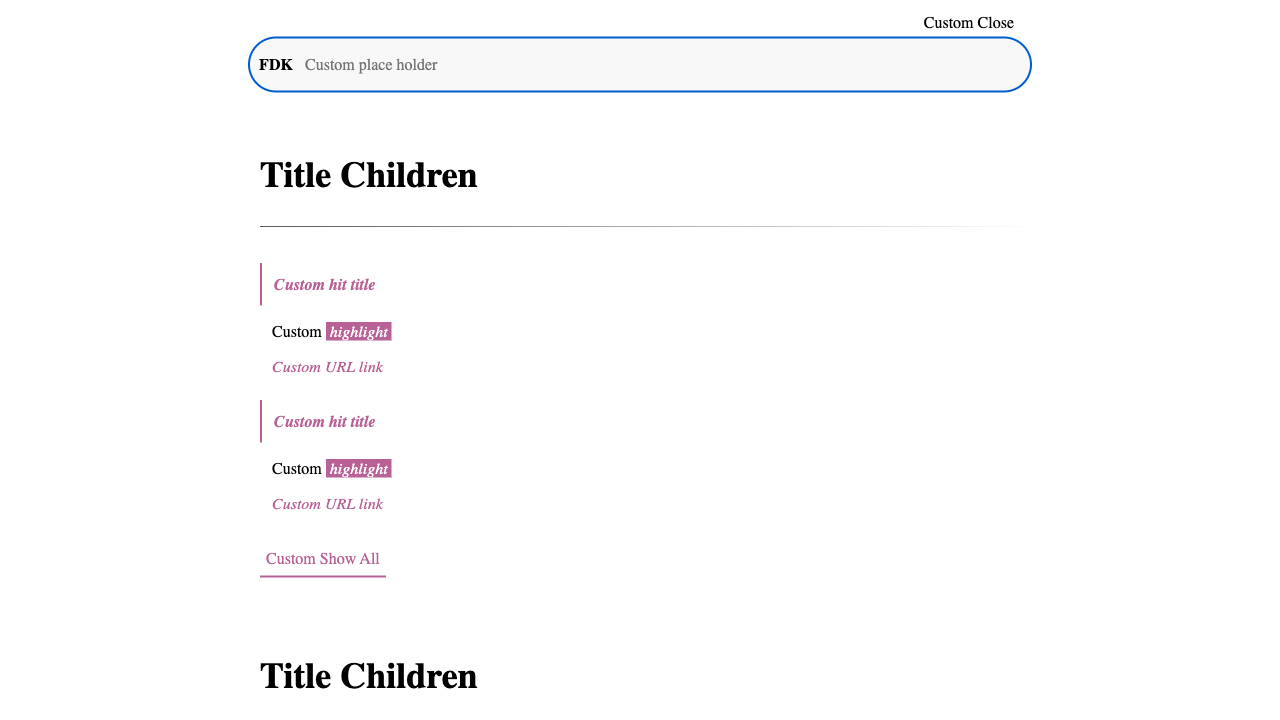 Custom Close
FDK Custom place holder
Title Children
Custom hit title
Custom highlight
Custom URL link
Custom hit title
Custom highlight
Custom URL link
Custom Show All
Title Children